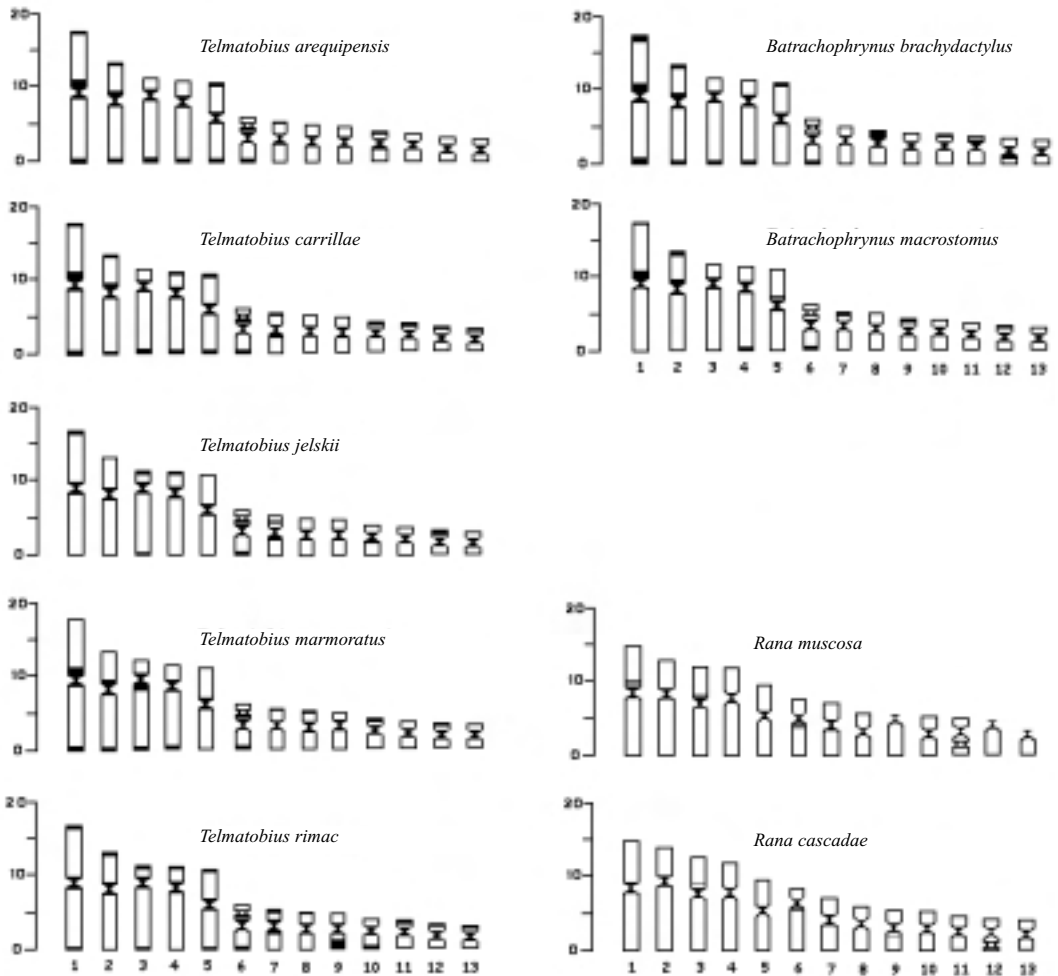 20
10
0
Telmatobius arequipensis
20
10
0
Batrachophrynus brachydactylus
20
10
0
Telmatobius carrillae
20
10
0
Batrachophrynus macrostomus
1 2 3 4 5 6 7 8 9 10 11 12 13
20
10
0
Telmatobius jelskii
20
10
0
Telmatobius marmoratus
20
10
0
Rana muscosa
20
10
0
Telmatobius rimac
1 2 3 4 5 6 7 8 9 10 11 12 13
20
10
0
Rana cascadae
1 2 3 4 5 6 7 8 9 10 11 12 13